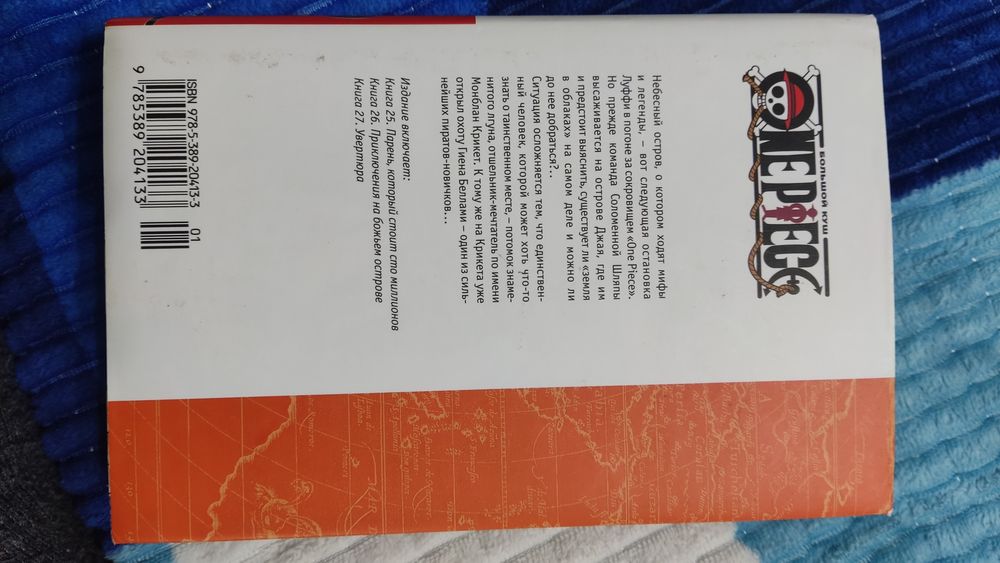 БОЛЬШОЙ КУШ
ONE PIECE
Небесный остров, о котором ходят мифы
и легенды, – вот следующая остановка
Луффи в погоне за сокровищем «One Piece».
Но прежде команда Соломенной Шляпы
высаживается на острове Джая, где им
и предстоит выяснить, существует ли «земля
в облаках» на самом деле и можно ли
до нее добраться?..
Ситуация осложняется тем, что единствен-
ный человек, которой может хоть что-то
знать о таинственном месте, – потомок знаме-
нитого лгуна, отшельник-мечтатель по имени
Монблан Крикет. К тому же на Крикета уже
открыл охоту Гиена Беллами – один из силь-
нейших пиратов-новичков...
Издание включает:
Книга 25. Парень, который стоит сто миллионов
Книга 26. Приключения на божьем острове
Книга 27. Увертюра
ISBN 978-5-389-20413-3
01
9 785389 204133